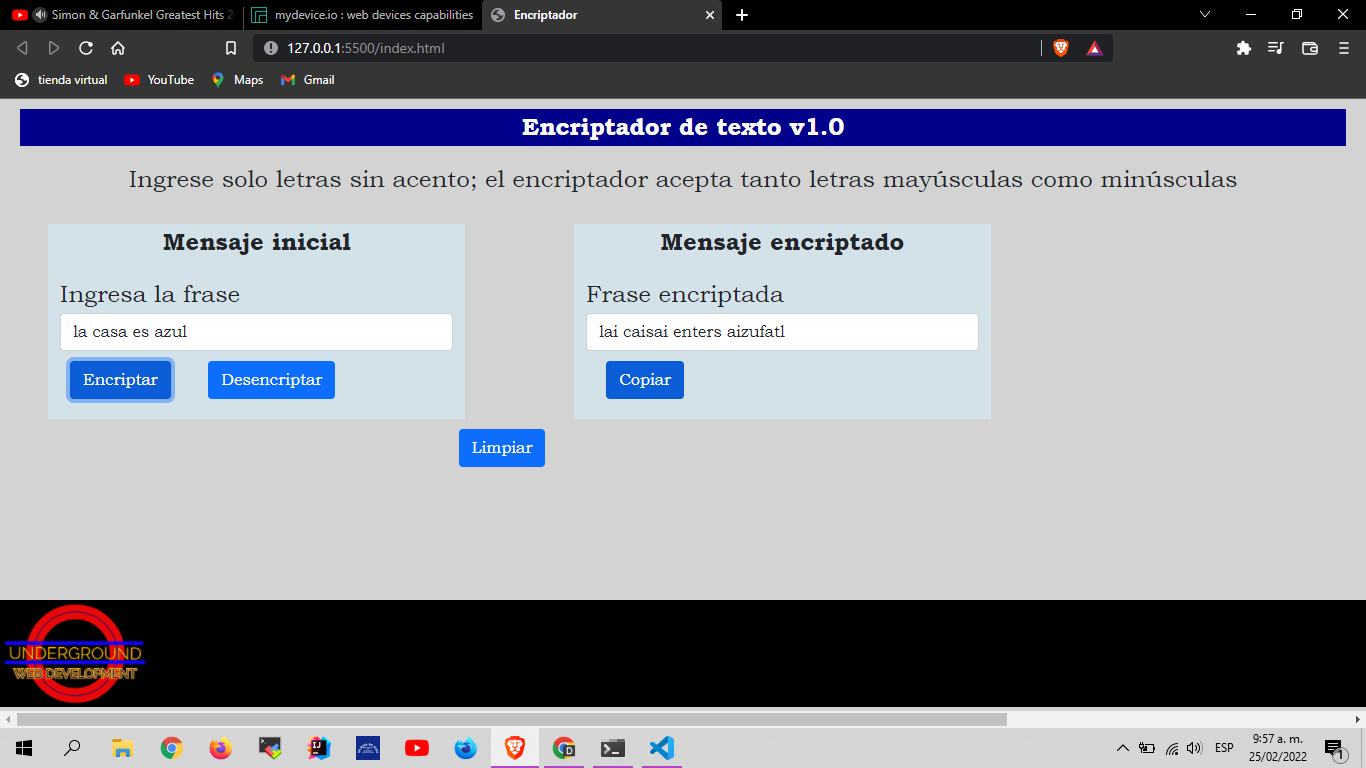 Simon & Garfunkel Greatest Hits 2
mydevice.io : web devices capabilities
Encriptador
127.0.0.1:5500/index.html
tienda virtual YouTube Maps Gmail
Encriptador de texto v1.0
Ingrese solo letras sin acento; el encriptador acepta tanto letras mayúsculas como minúsculas
Mensaje inicial
Ingresa la frase
la casa es azul
Encriptar Desencriptar
Mensaje encriptado
Frase encriptada
lai caisai enters aizufatl
Copiar
Limpiar
UNDERGROUND
WEB DEVELOPMENT
ESP
9:57 a. m.
25/02/2022
1